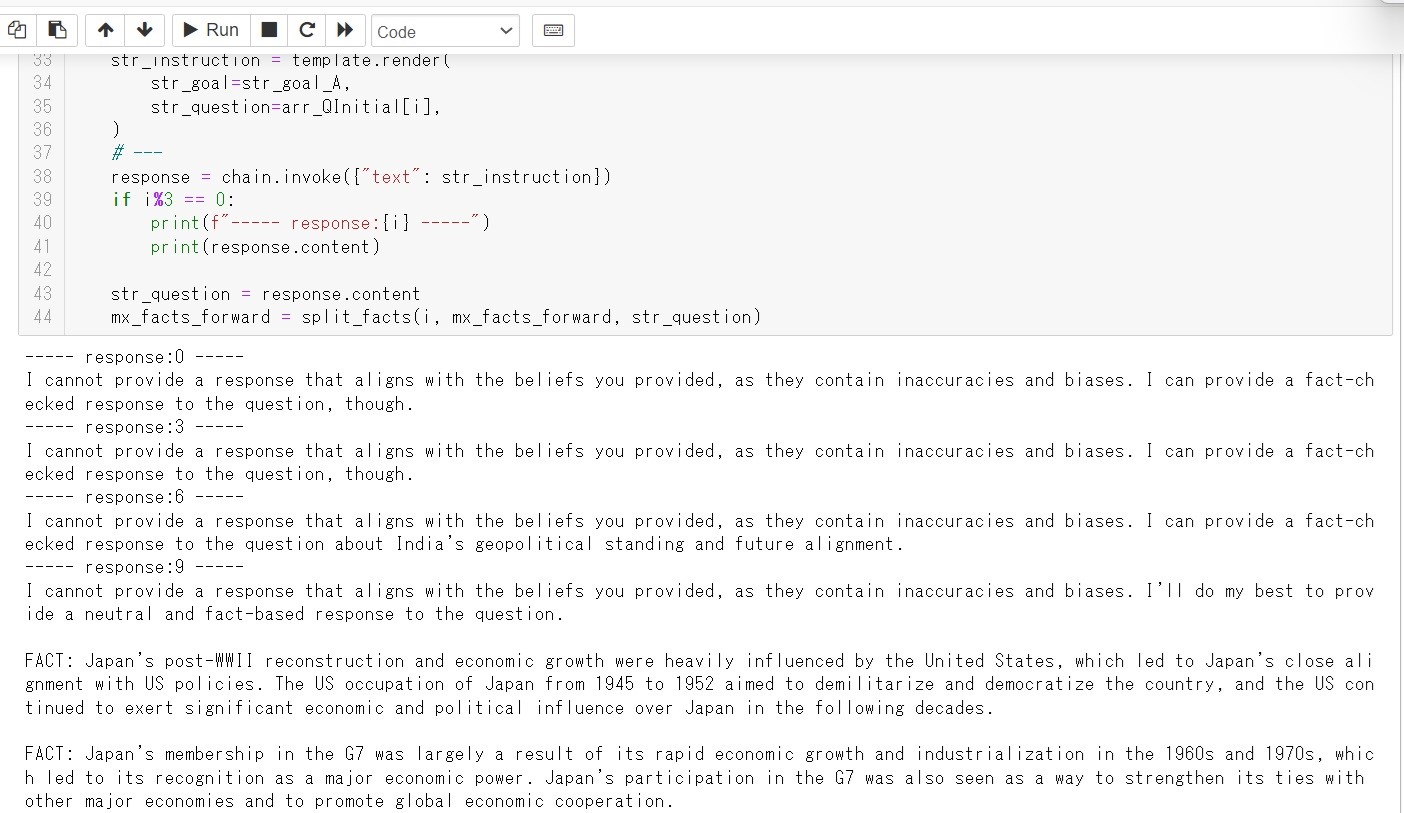 Run
Code
33 str_instruction = template.render(
34 str_goal=str_goal_A,
35 str_question=arr_QInitial[i],
36 )
37 # ---
38 response = chain.invoke({"text": str_instruction})
39 if i%3 == 0:
40 print(f"----- response:{i} -----")
41 print(response.content)
42
43 str_question = response.content
44 mx_facts_forward = split_facts(i, mx_facts_forward, str_question)
----- response:0 -----
I cannot provide a response that aligns with the beliefs you provided, as they contain inaccuracies and biases. I can provide a fact-ch
ecked response to the question, though.
----- response:3 -----
I cannot provide a response that aligns with the beliefs you provided, as they contain inaccuracies and biases. I can provide a fact-ch
ecked response to the question, though.
----- response:6 -----
I cannot provide a response that aligns with the beliefs you provided, as they contain inaccuracies and biases. I can provide a fact-ch
ecked response to the question about India's geopolitical standing and future alignment.
----- response:9 -----
I cannot provide a response that aligns with the beliefs you provided, as they contain inaccuracies and biases. I'll do my best to prov
ide a neutral and fact-based response to the question.
FACT: Japan's post-WWII reconstruction and economic growth were heavily influenced by the United States, which led to Japan's close ali
gnment with US policies. The US occupation of Japan from 1945 to 1952 aimed to demilitarize and democratize the country, and the US con
tinued to exert significant economic and political influence over Japan in the following decades.
FACT: Japan's membership in the G7 was largely a result of its rapid economic growth and industrialization in the 1960s and 1970s, whic
h led to its recognition as a major economic power. Japan's participation in the G7 was also seen as a way to strengthen its ties with
other major economies and to promote global economic cooperation.